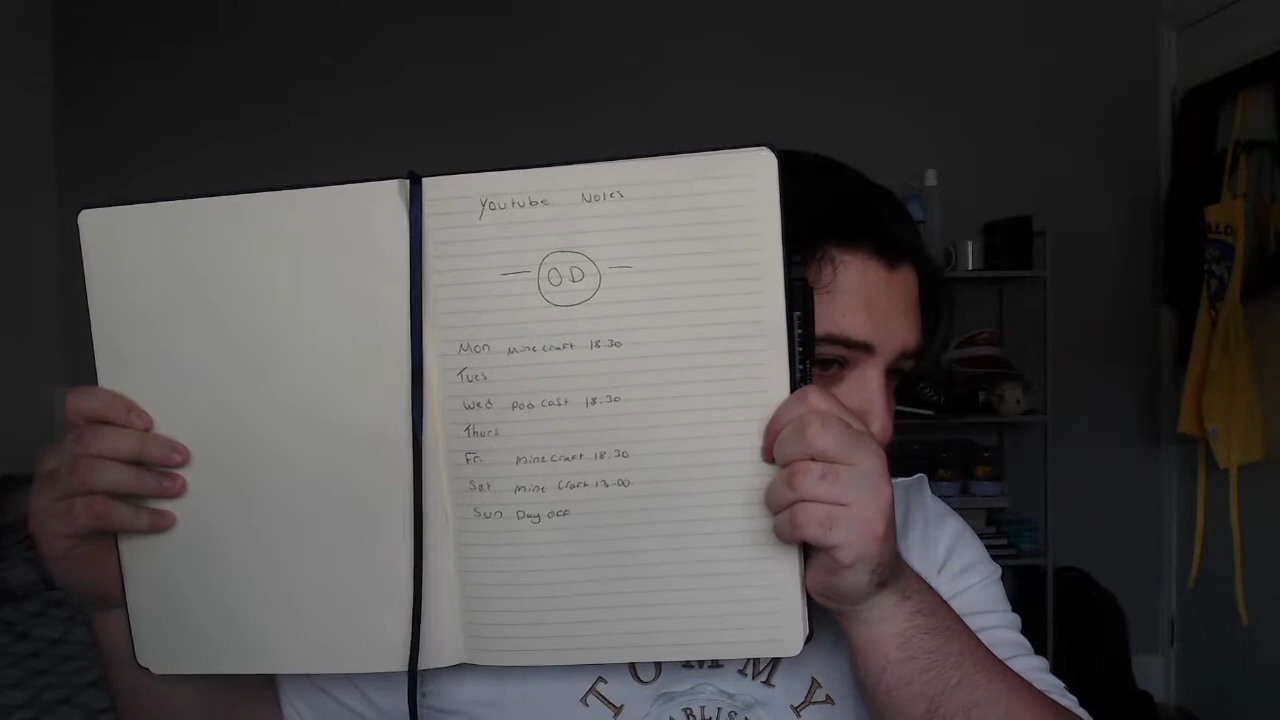 Youtube Notes
— OD —
Mon Minecraft 18:30
Tues
Wed Podcast 18:30
Thurs
Fri Minecraft 18:30
Sat Minecraft 13:00
Sun Day off
TOMMY